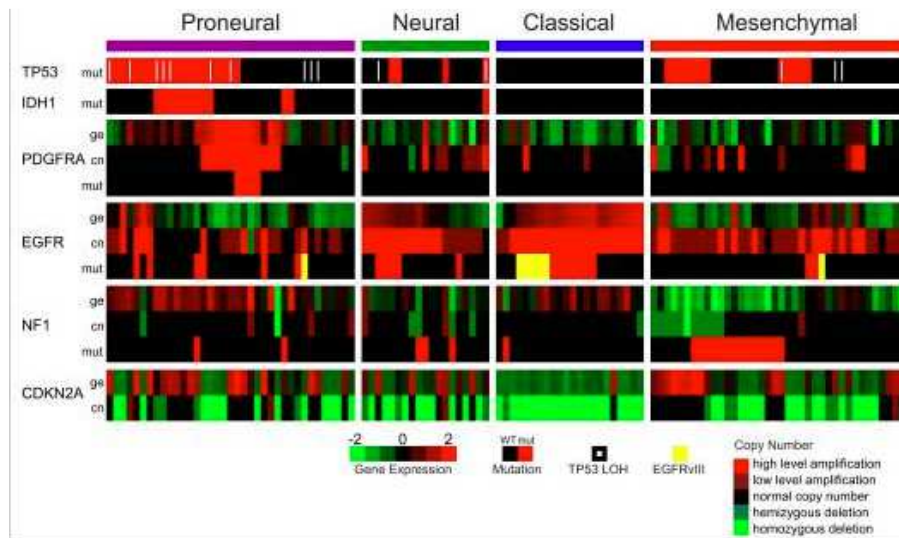 Proneural Neural Classical Mesenchymal
TP53 mut
IDH1 mut
ge
PDGFRA cn
mut
ge
EGFR cn
mut
ge
NF1 cn
mut
CDKN2A ge
cn
-2 0 2
Gene Expression
WT mut
Mutation
TP53 LOH
EGFRvIII
Copy Number
high level amplification
low level amplification
normal copy number
hemizygous deletion
homozygous deletion